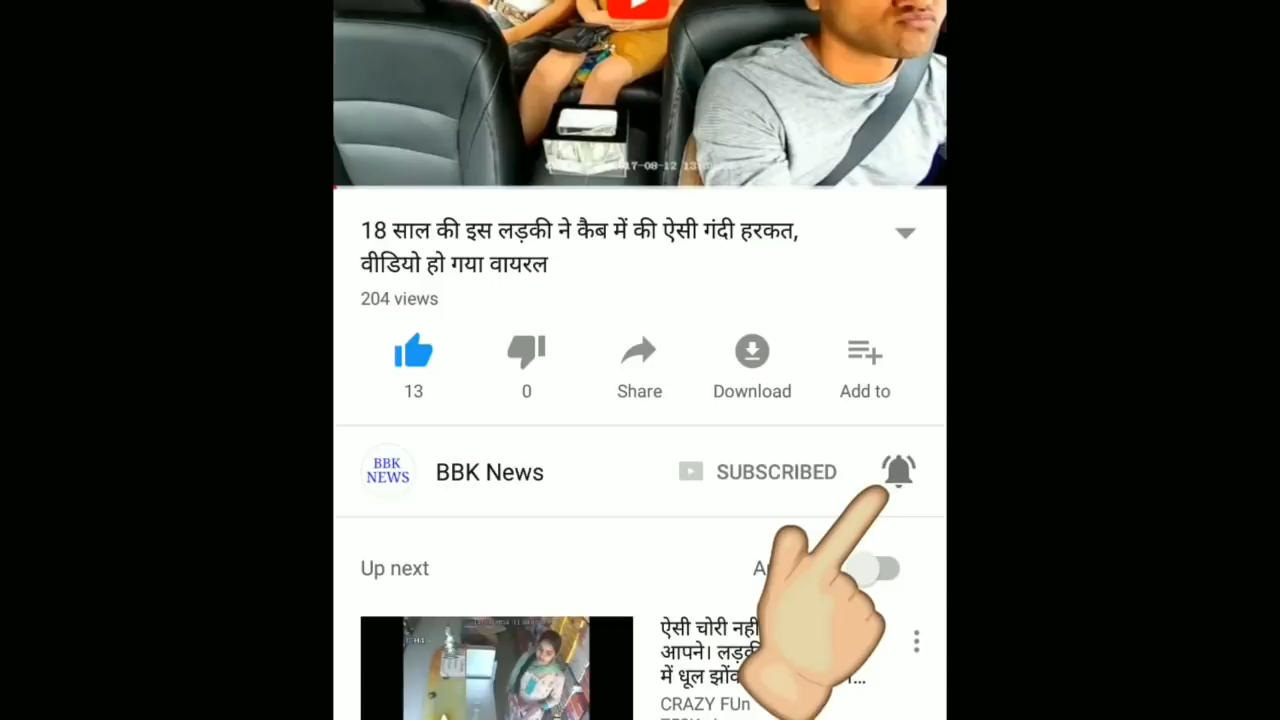 18 साल की इस लड़की ने कैब में की ऐसी गंदी हरकत,
वीडियो हो गया वायरल
204 views
13
0
Share
Download
Add to
BBK
NEWS
BBK News
SUBSCRIBED
Up next
ऐसी चोरी नहीं
आपने। लड़की
में धूल झोंक
CRAZY FUn